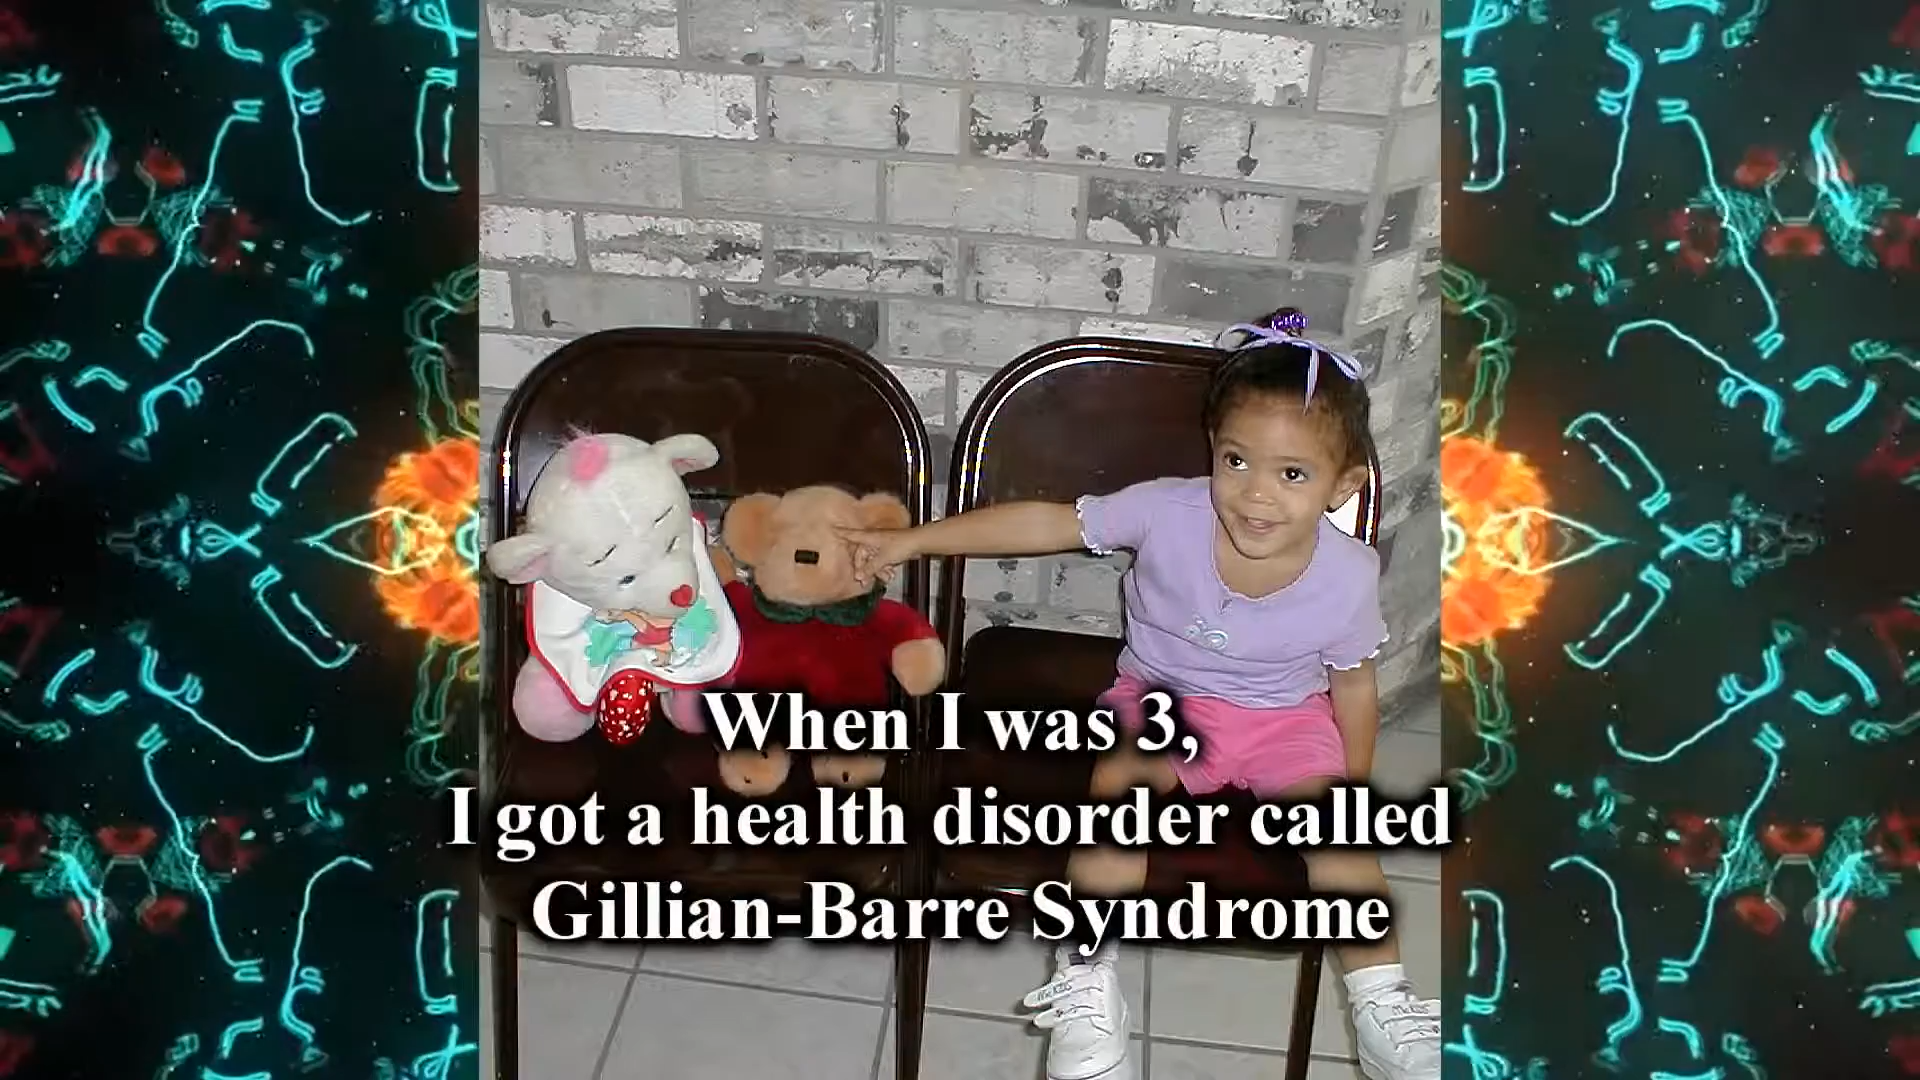 When I was 3,
I got a health disorder called
Gillian-Barre Syndrome